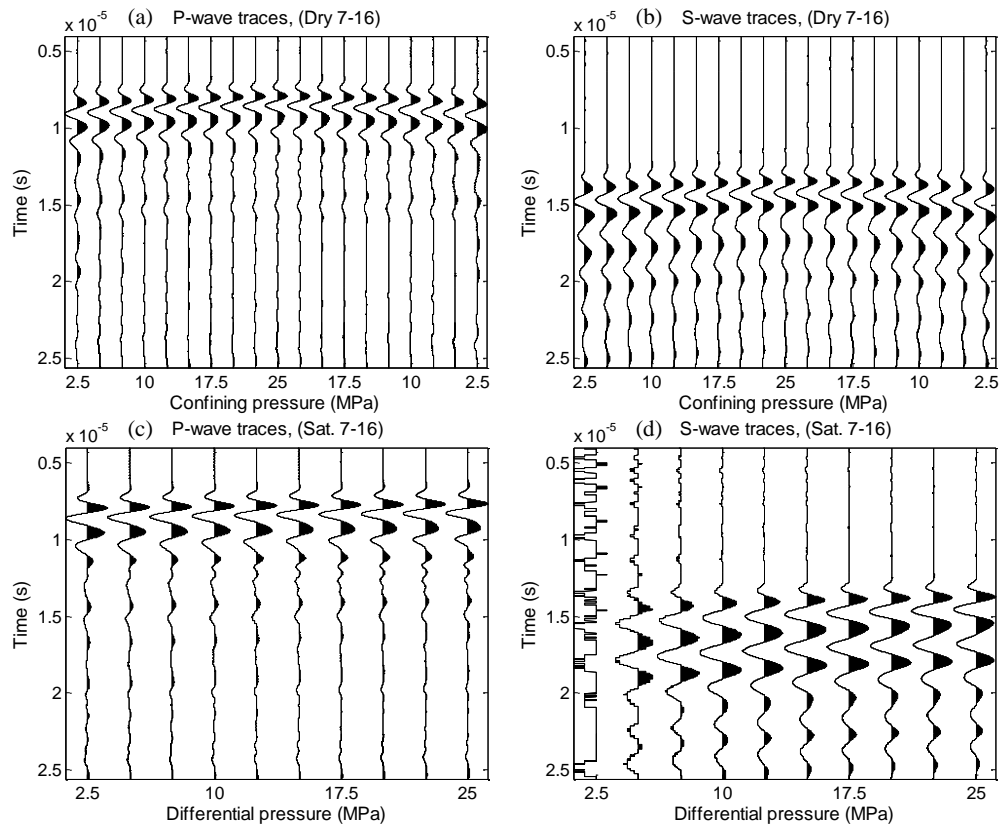 x 10⁻⁵ (a) P-wave traces, (Dry 7-16)
0.5
1
1.5
2
2.5
Time (s)
2.5 10 17.5 25 17.5 10 2.5
Confining pressure (MPa)
x 10⁻⁵ (b) S-wave traces, (Dry 7-16)
0.5
1
1.5
2
2.5
Time (s)
2.5 10 17.5 25 17.5 10 2.5
Confining pressure (MPa)
x 10⁻⁵ (c) P-wave traces, (Sat. 7-16)
0.5
1
1.5
2
2.5
Time (s)
2.5 10 17.5 25
Differential pressure (MPa)
x 10⁻⁵ (d) S-wave traces, (Sat. 7-16)
0.5
1
1.5
2
2.5
Time (s)
2.5 10 17.5 25
Differential pressure (MPa)